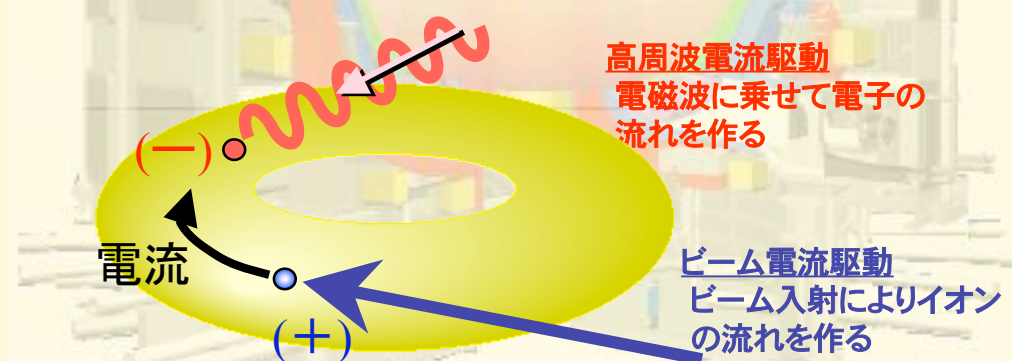 高周波電流駆動
電磁波に乗せて電子の
流れを作る
(－)
電流
(＋)
ビーム電流駆動
ビーム入射によりイオン
の流れを作る